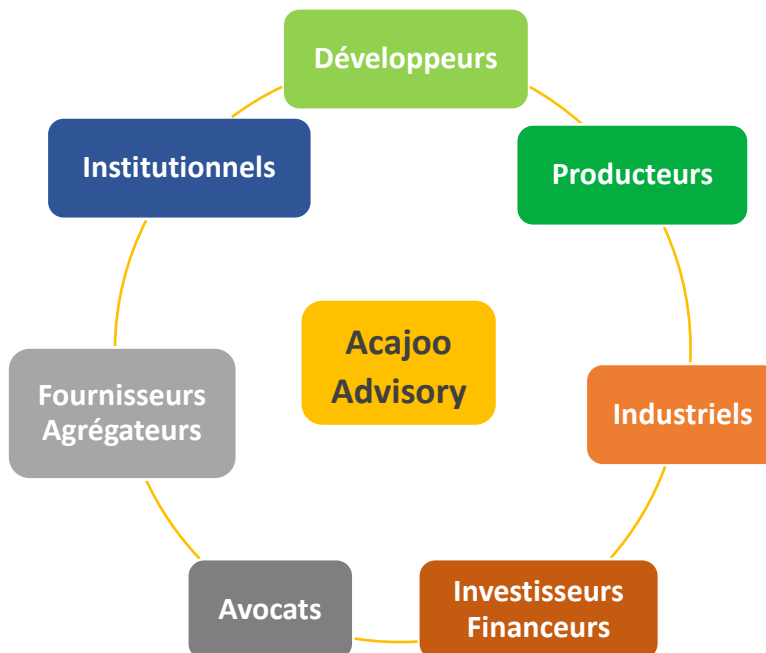 Développeurs
Institutionnels
Producteurs
Acajoo
Advisory
Fournisseurs
Agrégateurs
Industriels
Avocats
Investisseurs
Financeurs